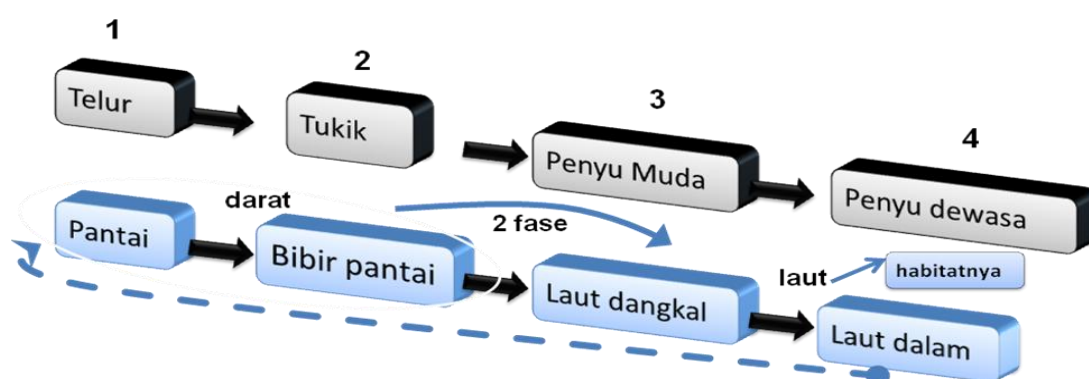 1
2
3
4
Telur
Tukik
Penyu Muda
Penyu dewasa
darat
2 fase
laut
habitatnya
Pantai
Bibir pantai
Laut dangkal
Laut dalam